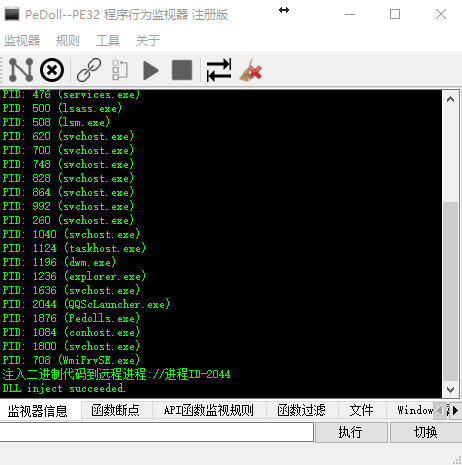 PeDoll--PE32 程序行为监视器 注册版
监视器 规则 工具 关于
PID: 476 (services.exe)
PID: 500 (lsass.exe)
PID: 508 (lsm.exe)
PID: 620 (svchost.exe)
PID: 700 (svchost.exe)
PID: 748 (svchost.exe)
PID: 828 (svchost.exe)
PID: 864 (svchost.exe)
PID: 992 (svchost.exe)
PID: 260 (svchost.exe)
PID: 1040 (svchost.exe)
PID: 1124 (taskhost.exe)
PID: 1196 (dwm.exe)
PID: 1236 (explorer.exe)
PID: 1636 (svchost.exe)
PID: 2044 (QQScLauncher.exe)
PID: 1876 (Pedolls.exe)
PID: 1084 (conhost.exe)
PID: 1800 (svchost.exe)
PID: 708 (WmiPrvSE.exe)
注入二进制代码到远程进程://进程ID-2044
DLL inject succeeded.
监视器信息 函数断点 API函数监视规则 函数过滤 文件 Window
执行 切换